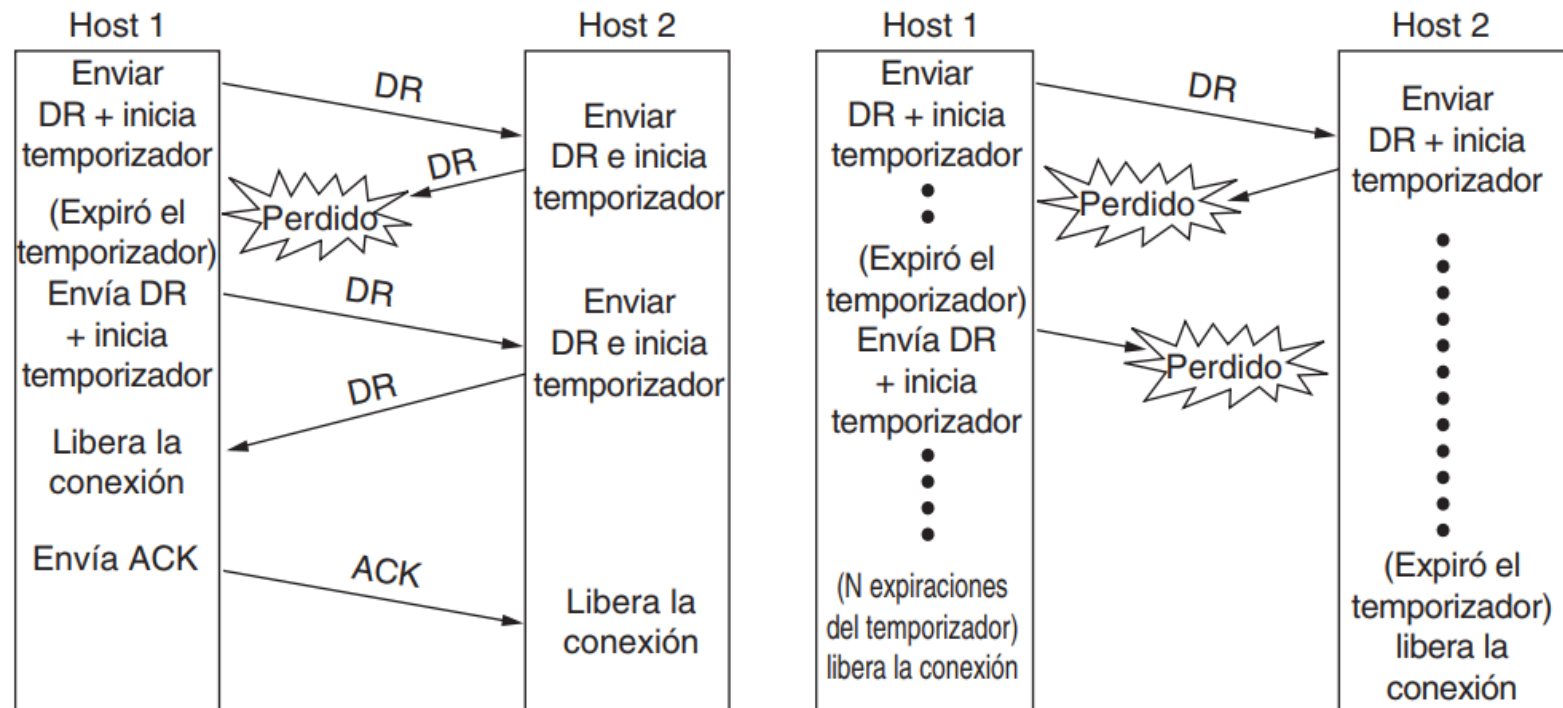 Host 1
Enviar
DR + inicia
temporizador
(Expiró el
temporizador)
Envía DR
+ inicia
temporizador
Libera la
conexión
Envía ACK
DR
DR
Perdido
DR
DR
ACK
Host 2
Enviar
DR e inicia
temporizador
Enviar
DR e inicia
temporizador
Libera la
conexión
Host 1
Enviar
DR + inicia
temporizador
(Expiró el
temporizador)
Envía DR
+ inicia
temporizador
(N expiraciones
del temporizador)
libera la conexión
DR
Perdido
Perdido
Host 2
Enviar
DR + inicia
temporizador
(Expiró el
temporizador)
libera la
conexión